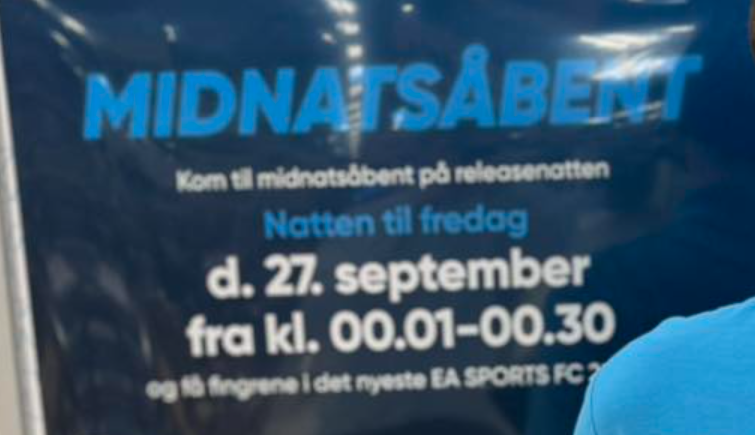 MIDNATSÅBENT
Kom til midnatsåbent på releasenatten
Natten til fredag
d. 27. september
fra kl. 00.01-00.30
og få fingrene i det nyeste EA SPORTS FC